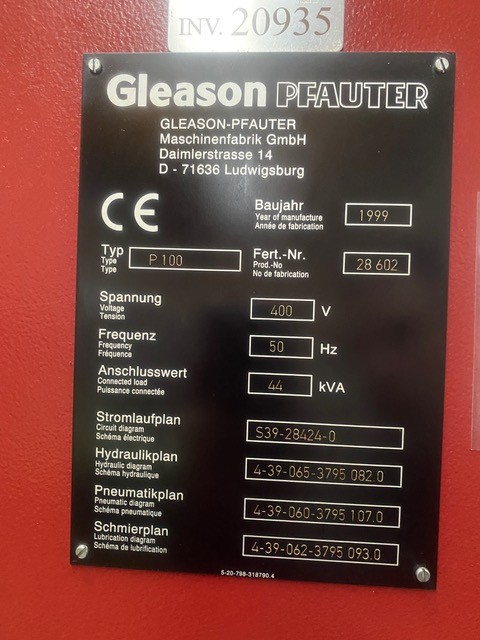 INV. 20935
Gleason PFAUTER
GLEASON-PFAUTER
Maschinenfabrik GmbH
Daimlerstrasse 14
D - 71636 Ludwigsburg
CE
Baujahr
Year of manufacture
Année de fabrication
1999
Typ
Type
Type
P 100
Fert.-Nr.
Prod.-No
No de fabrication
28 602
Spannung
Voltage
Tension
400 V
Frequenz
Frequency
Fréquence
50 Hz
Anschlusswert
Connected load
Puissance connectée
44 kVA
Stromlaufplan
Circuit diagram
Schéma électrique
S39-28424-0
Hydraulikplan
Hydraulic diagram
Schéma hydraulique
4-39-065-3795 082.0
Pneumatikplan
Pneumatic diagram
Schéma pneumatique
4-39-060-3795 107.0
Schmierplan
Lubrication diagram
Schéma de lubrification
4-39-062-3795 093.0
5-20-798-318790.4